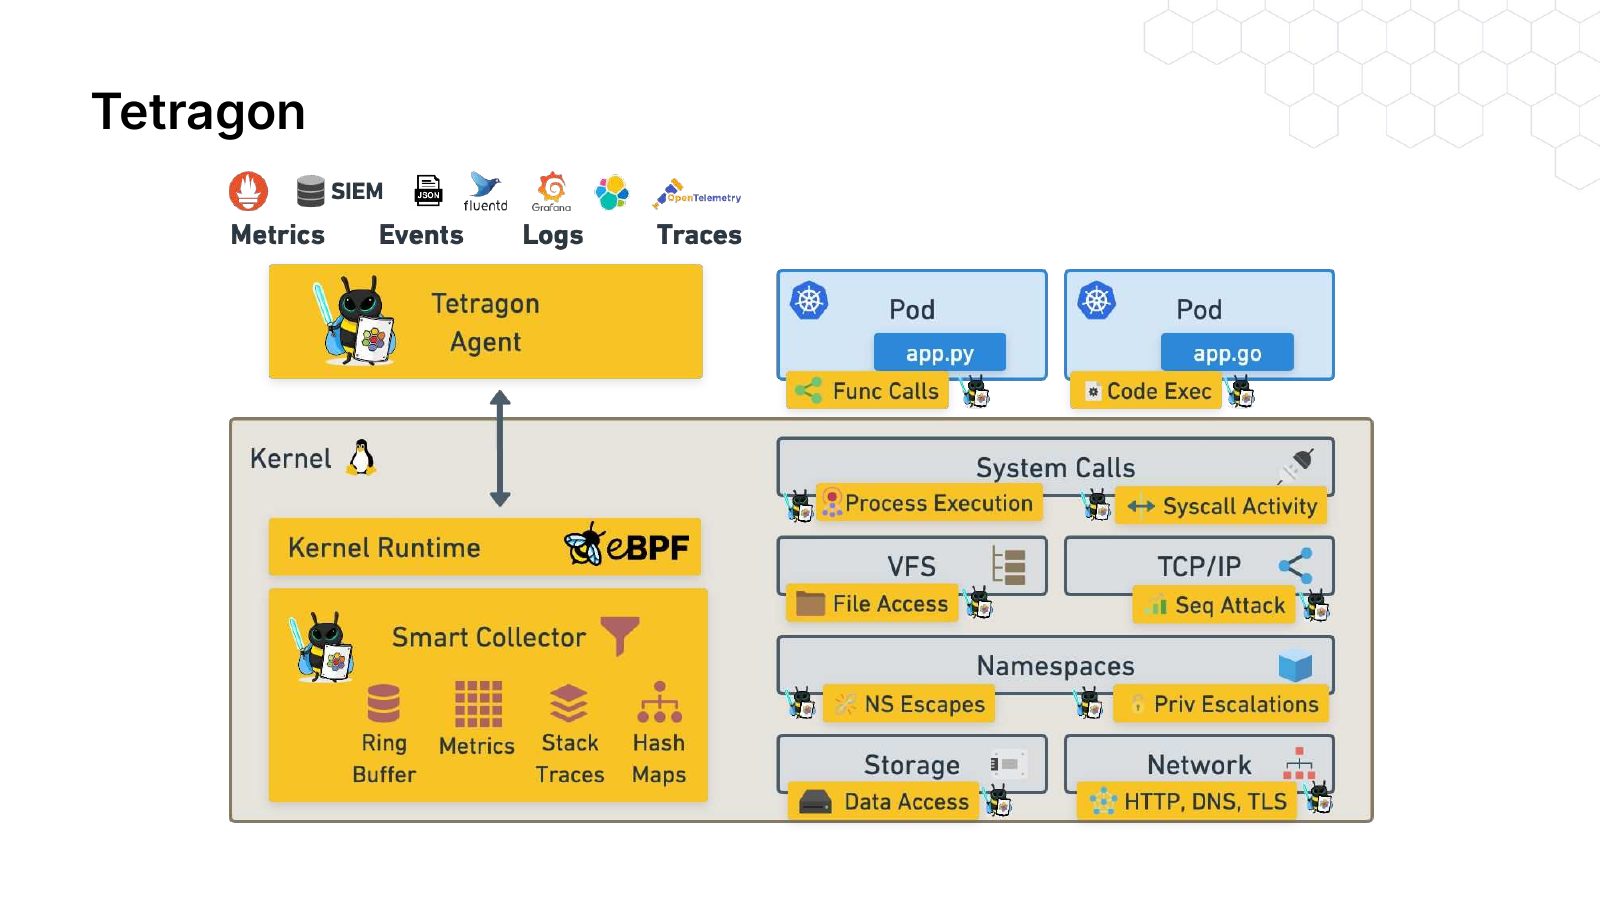 Tetragon
SIEM
JSON
fluentd
Grafana
OpenTelemetry
Metrics
Events
Logs
Traces
Tetragon
Agent
Pod
app.py
Func Calls
Pod
app.go
Code Exec
Kernel
Kernel Runtime
eBPF
Smart Collector
Ring
Buffer
Metrics
Stack
Traces
Hash
Maps
System Calls
Process Execution
Syscall Activity
VFS
File Access
TCP/IP
Seq Attack
Namespaces
NS Escapes
Priv Escalations
Storage
Data Access
Network
HTTP, DNS, TLS